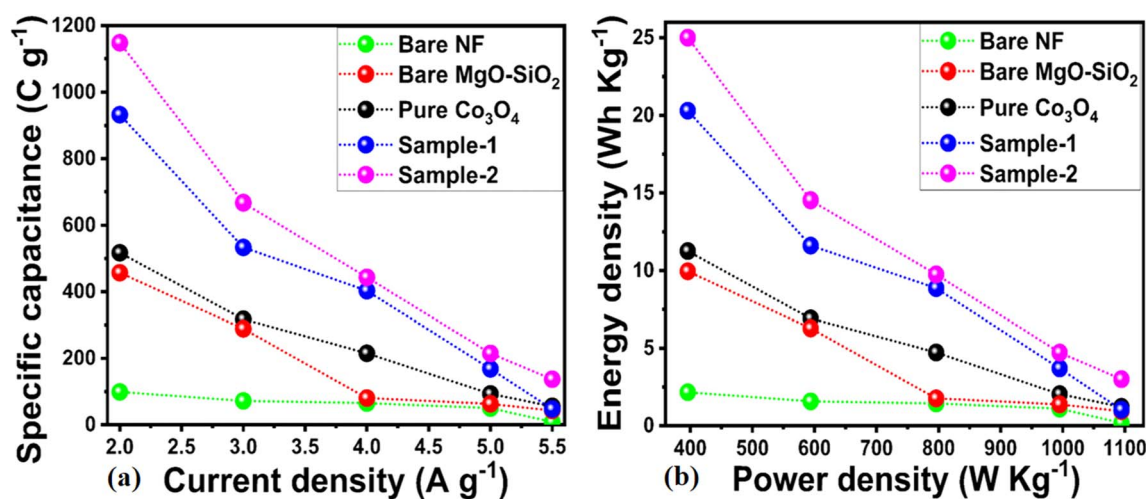 Specific capacitance (C g⁻¹)
1200
1000
800
600
400
200
0
2.0 2.5 3.0 3.5 4.0 4.5 5.0 5.5
Current density (A g⁻¹)
(a)
Bare NF
Bare MgO-SiO₂
Pure Co₃O₄
Sample-1
Sample-2
Energy density (Wh Kg⁻¹)
25
20
15
10
5
0
400 500 600 700 800 900 1000 1100
Power density (W Kg⁻¹)
(b)
Bare NF
Bare MgO-SiO₂
Pure Co₃O₄
Sample-1
Sample-2